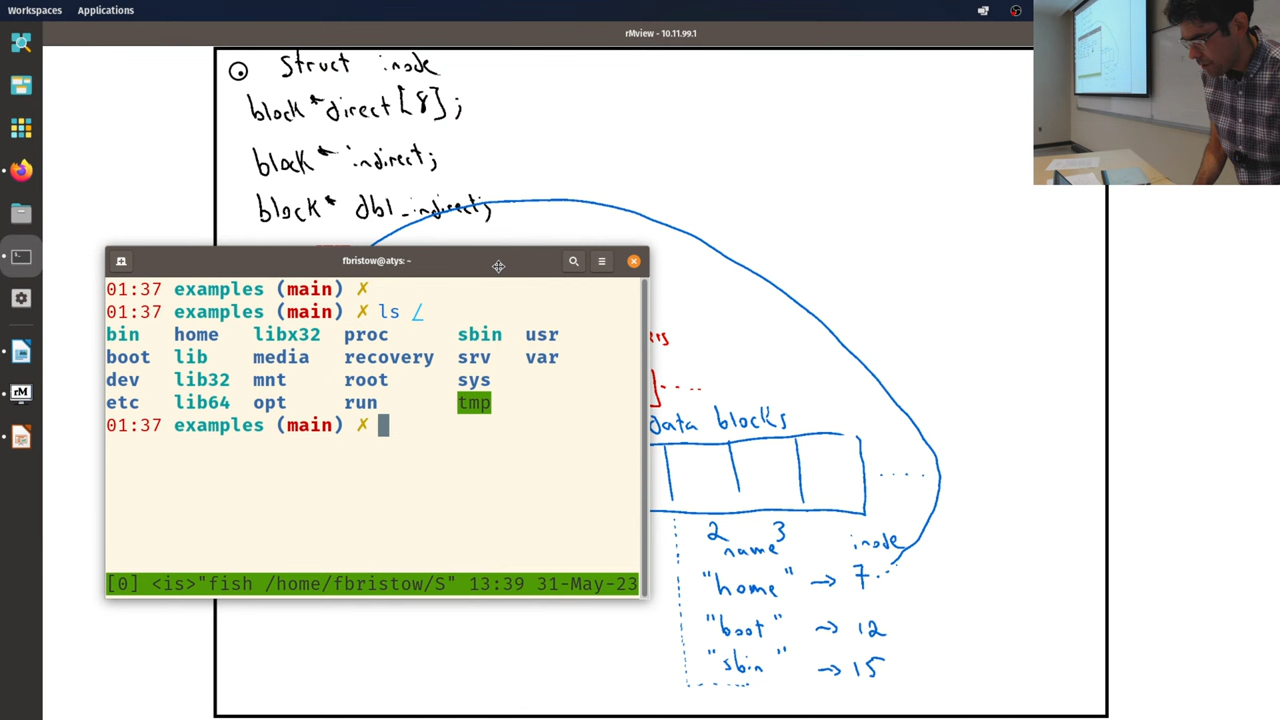 Workspaces Applications
rMview - 10.11.99.1
struct inode
block* direct[8];
block* indirect;
block* dbl_indirect;
fbristow@atys: ~
01:37 examples (main) ✗
01:37 examples (main) ✗ ls /
bin home libx32 proc sbin usr
boot lib media recovery srv var
dev lib32 mnt root sys
etc lib64 opt run tmp
01:37 examples (main) ✗
[0] <is>"fish /home/fbristow/S" 13:39 31-May-23
data blocks
2 3
name inode
"home" → 7
"boot" → 12
"sbin" → 15
rM